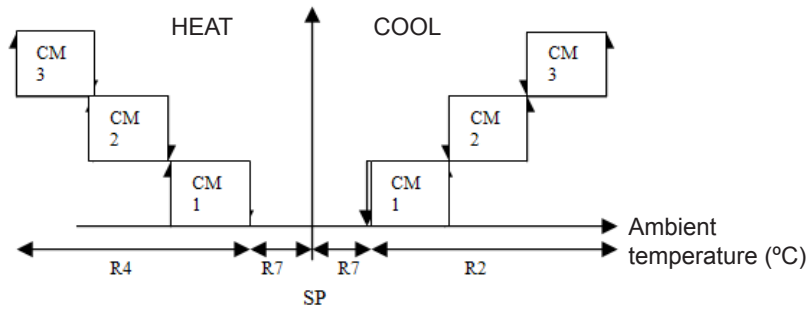 HEAT
COOL
CM
3
CM
3
CM
2
CM
2
CM
1
CM
1
Ambient
temperature (ºC)
R4
R7
R7
R2
SP